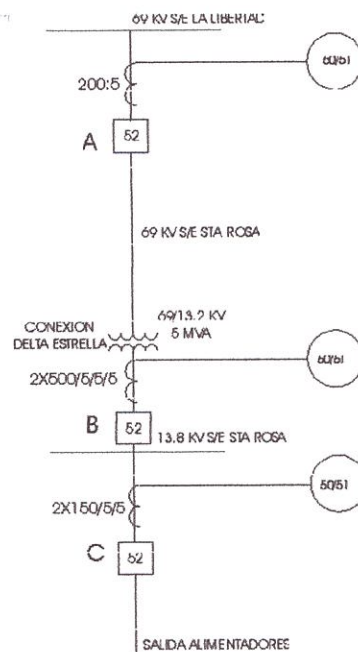 69 KV S/E LA LIBERTAD
50/51
200:5
A
52
69 KV S/E STA ROSA
69/13.2 KV
5 MVA
CONEXION
DELTA ESTRELLA
50/51
2X500/5/5/5
B
52
13.8 KV S/E STA ROSA
50/51
2X150/5/5
C
52
SALIDA ALIMENTADORES